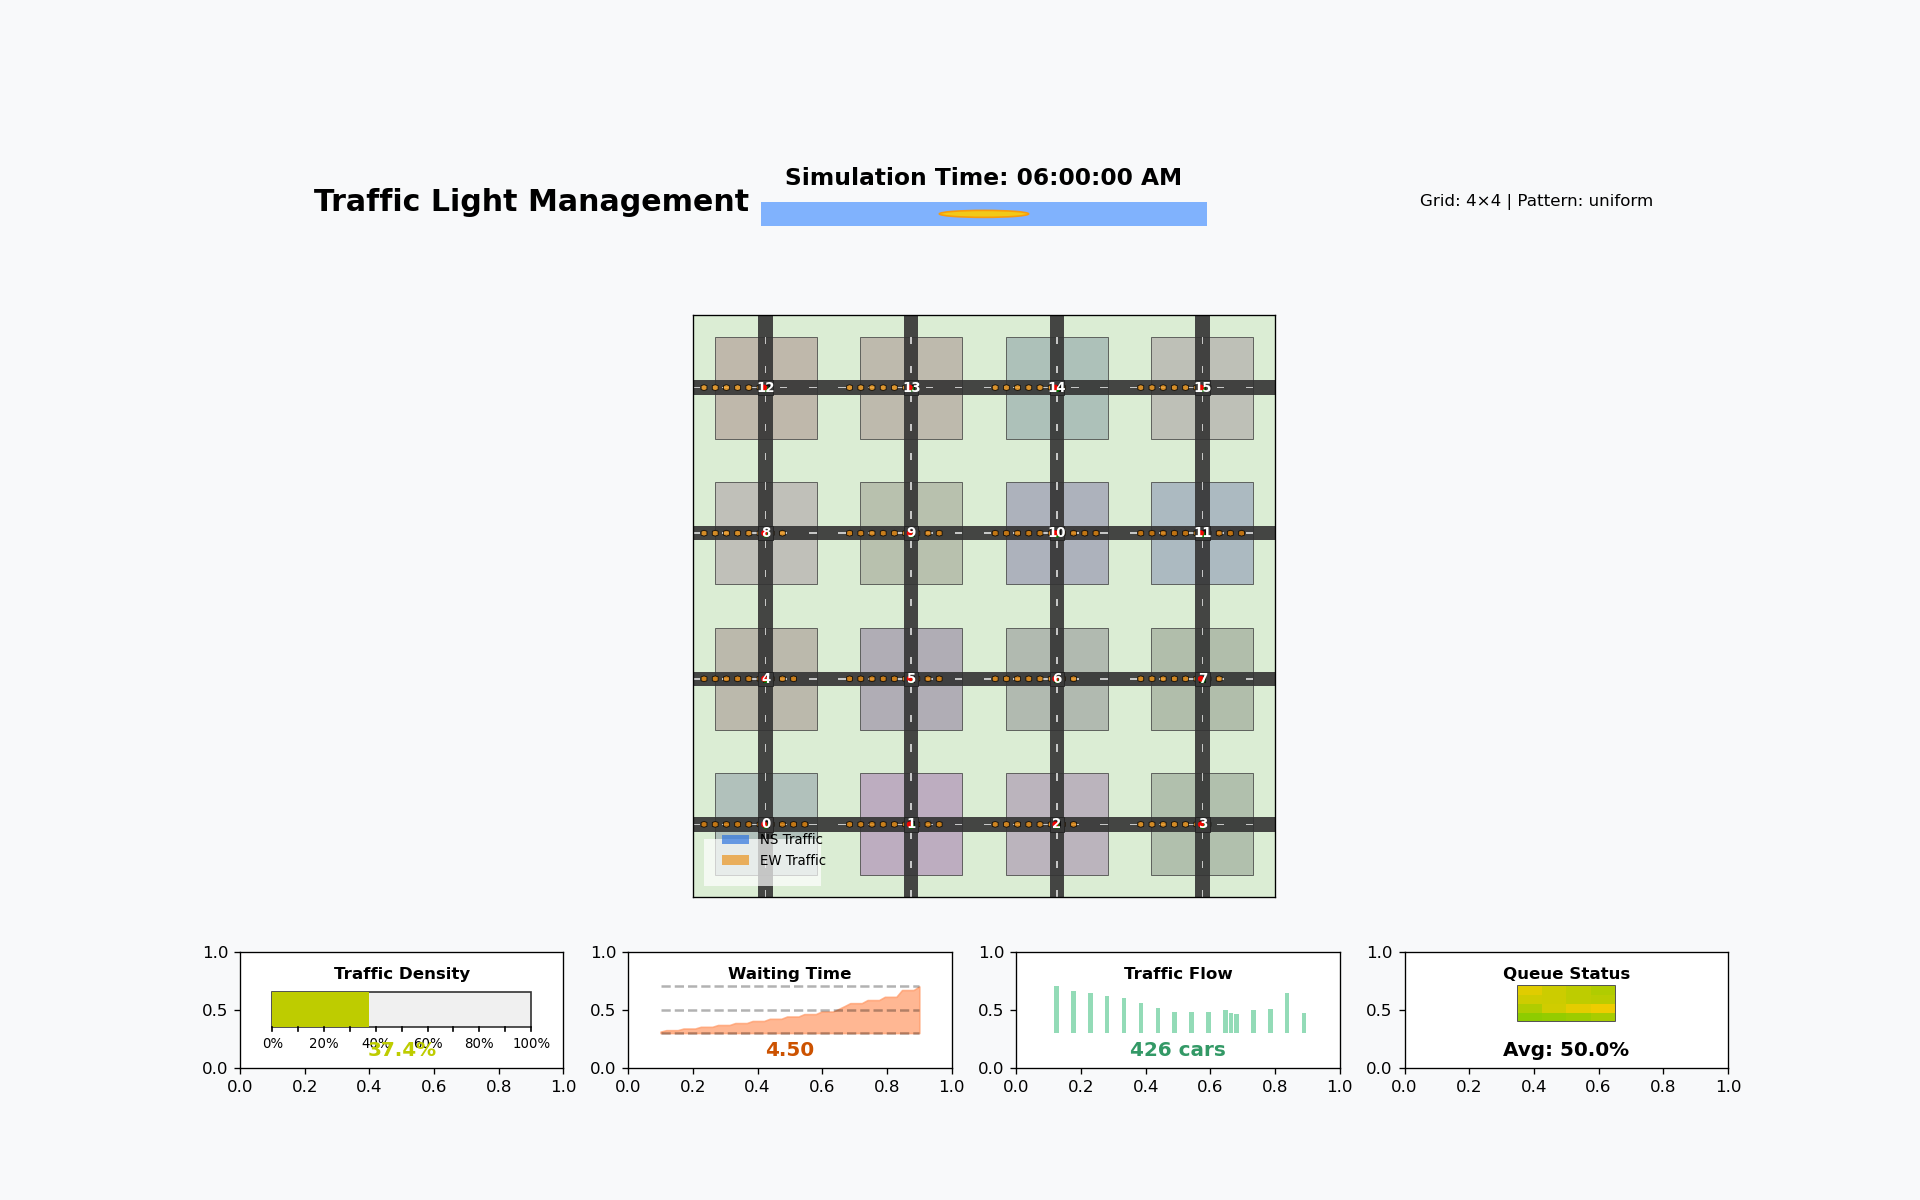 Simulation Time: 06:00:00 AM
Traffic Light Management
Grid: 4×4 | Pattern: uniform
12 13 14 15
8 9 10 11
4 5 6 7
0 1 2 3
NS Traffic
EW Traffic
1.0
0.5
0.0
0.0 0.2 0.4 0.6 0.8 1.0
Traffic Density
0% 20% 40% 60% 80% 100%
37.4%
1.0
0.5
0.0
0.0 0.2 0.4 0.6 0.8 1.0
Waiting Time
4.50
1.0
0.5
0.0
0.0 0.2 0.4 0.6 0.8 1.0
Traffic Flow
426 cars
1.0
0.5
0.0
0.0 0.2 0.4 0.6 0.8 1.0
Queue Status
Avg: 50.0%